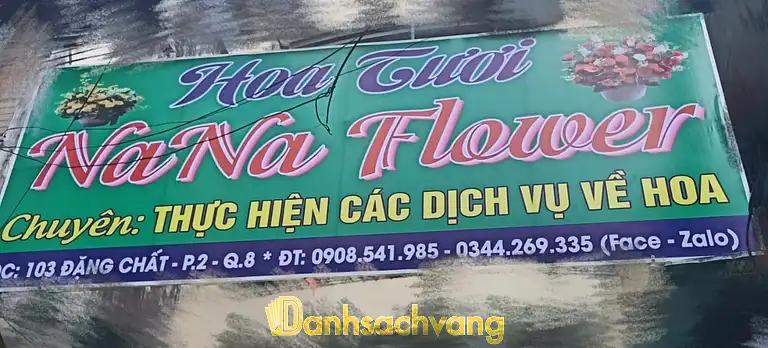 Hoa Tươi
NaNa Flower
Chuyên: THỰC HIỆN CÁC DỊCH VỤ VỀ HOA
ĐC: 103 ĐẶNG CHẤT - P.2 - Q.8 * ĐT: 0908.541.985 - 0344.269.335 (Face - Zalo)
Danhsachvang